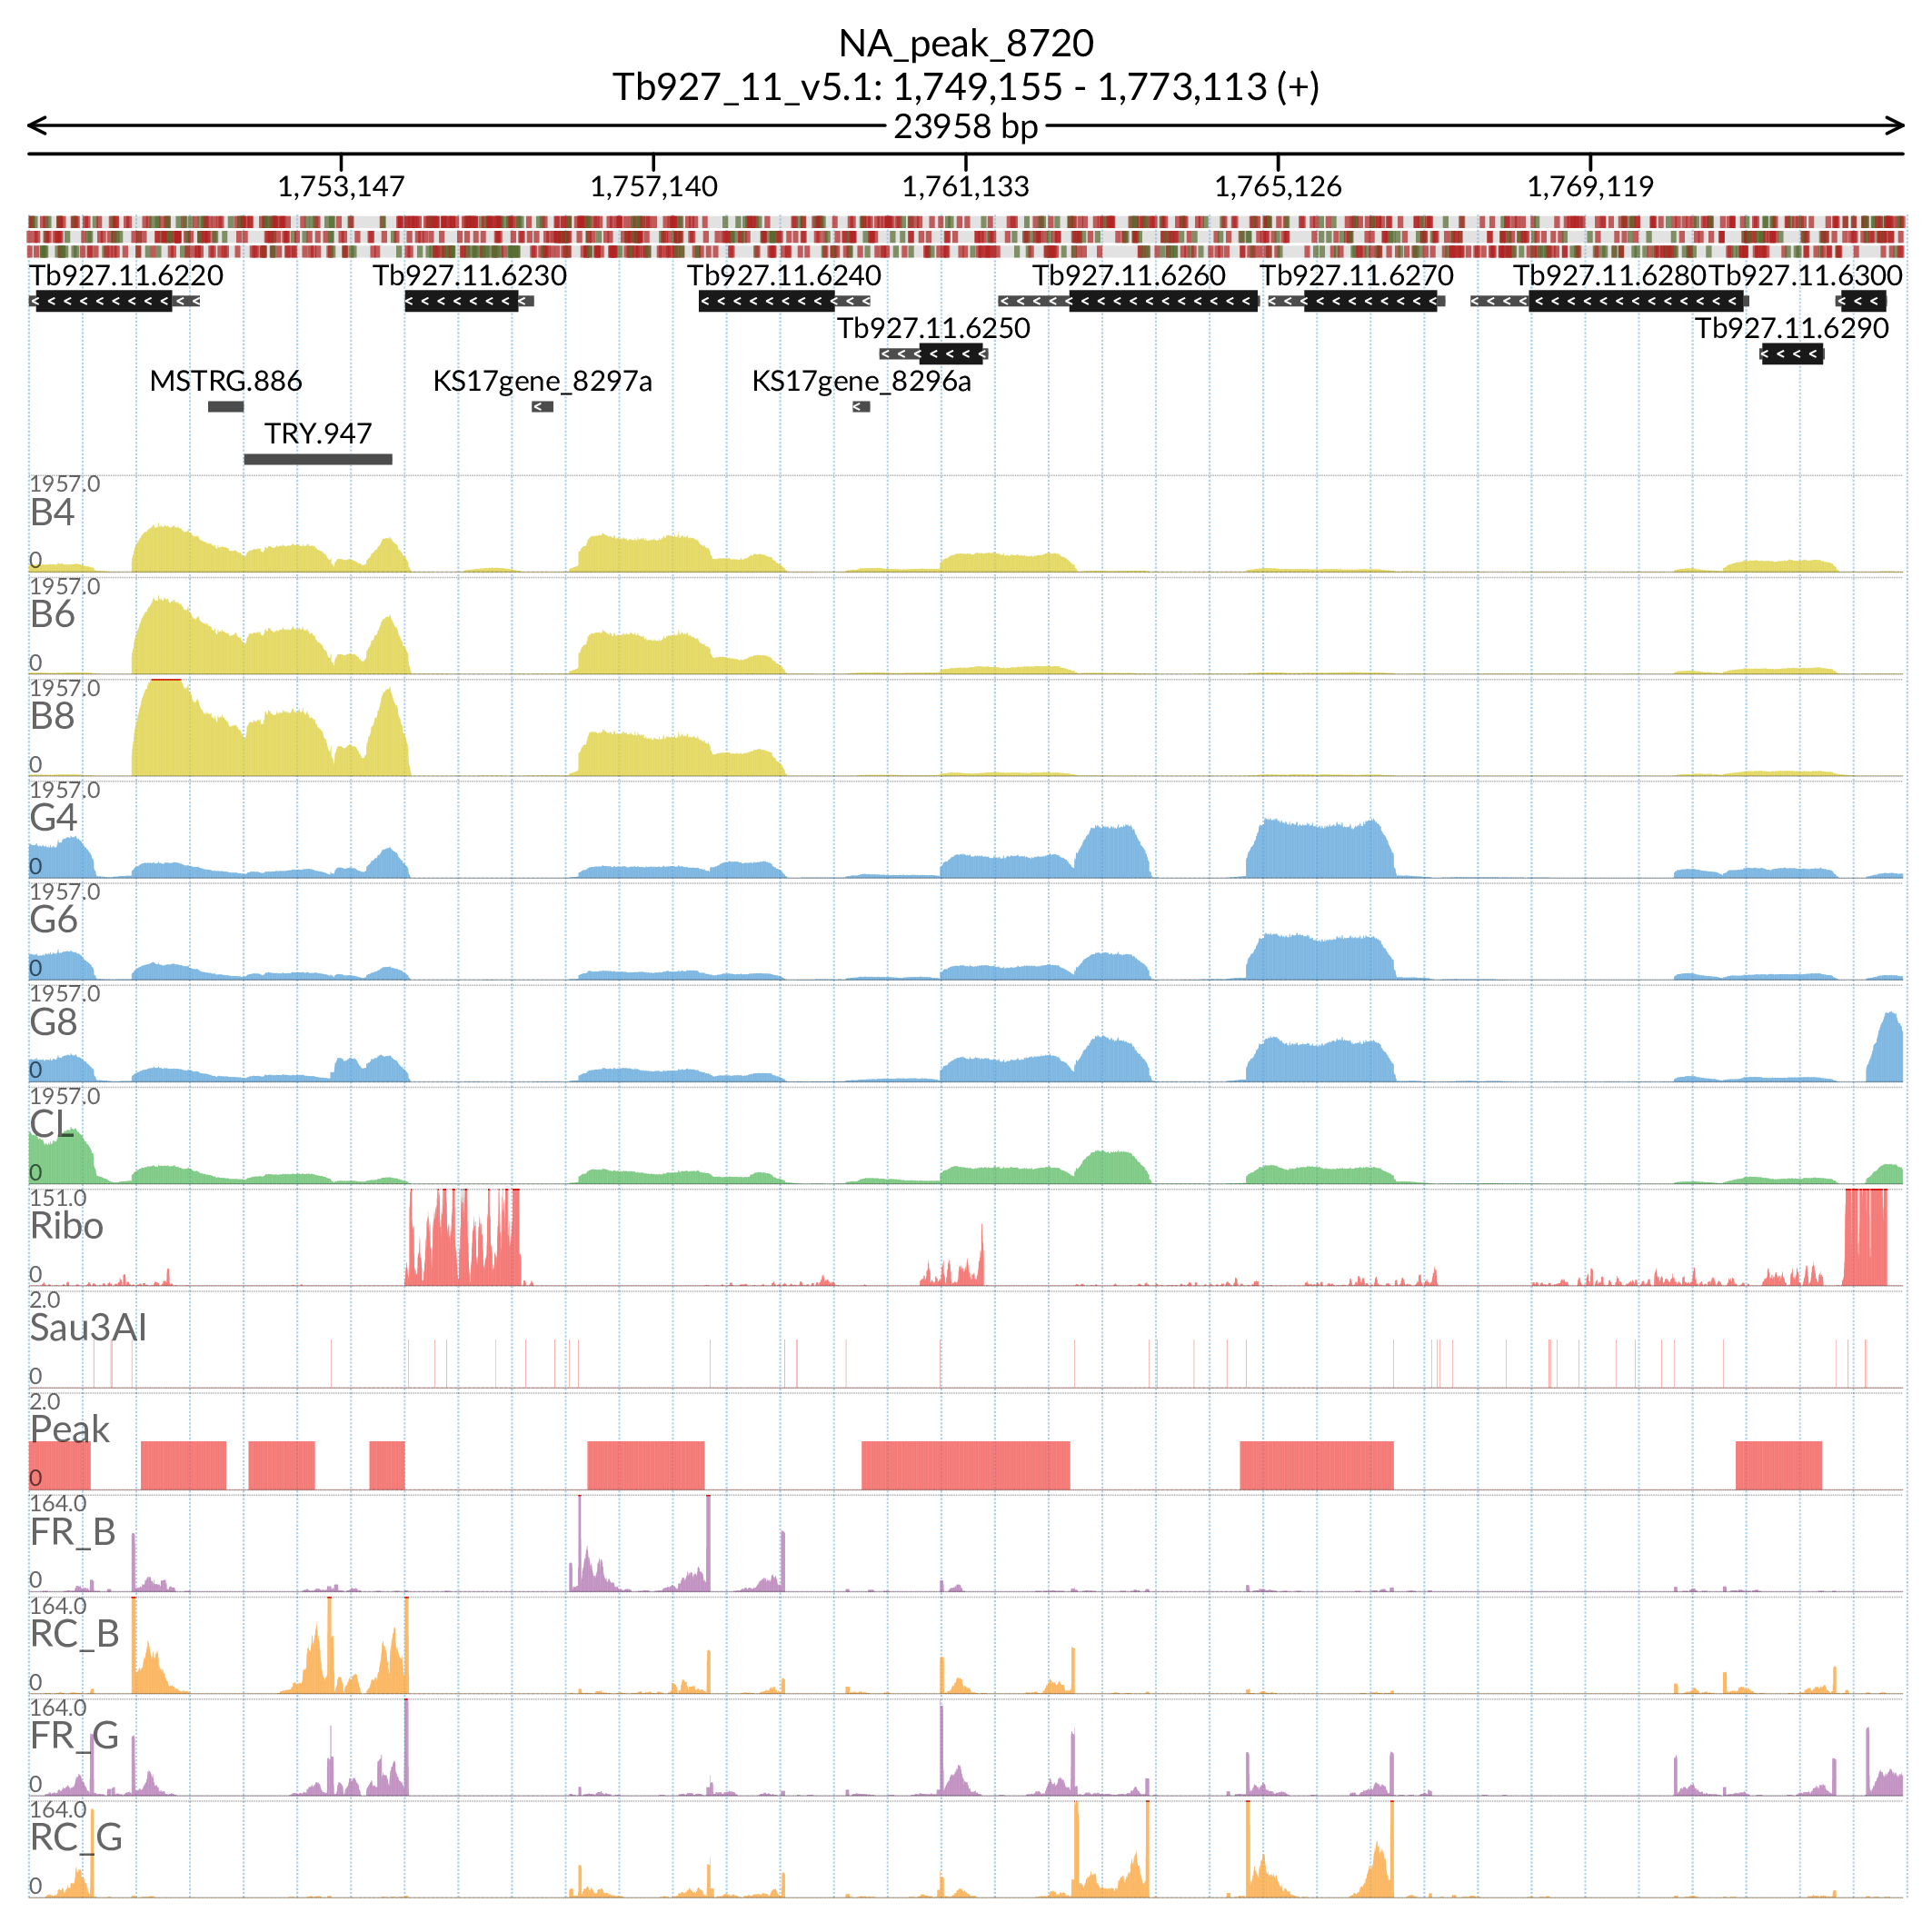 NA_peak_8720
Tb927_11_v5.1: 1,749,155 - 1,773,113 (+)
23958 bp
1,753,147 1,757,140 1,761,133 1,765,126 1,769,119
Tb927.11.6220 Tb927.11.6230 Tb927.11.6240 Tb927.11.6260 Tb927.11.6270 Tb927.11.6280 Tb927.11.6300
Tb927.11.6250 Tb927.11.6290
MSTRG.886 KS17gene_8297a KS17gene_8296a
TRY.947
1957.0
B4
0
1957.0
B6
0
1957.0
B8
0
1957.0
G4
0
1957.0
G6
0
1957.0
G8
0
1957.0
CL
0
151.0
Ribo
0
2.0
Sau3AI
0
2.0
Peak
0
164.0
FR_B
0
164.0
RC_B
0
164.0
FR_G
0
164.0
RC_G
0